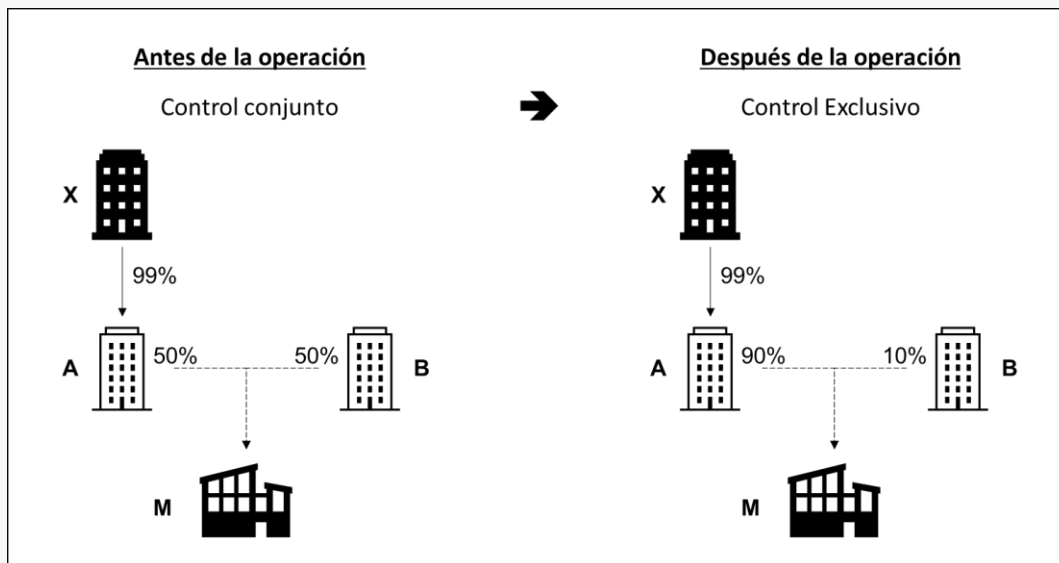 Antes de la operación
Control conjunto
X
99%
A
50%
50%
B
M
Después de la operación
Control Exclusivo
X
99%
A
90%
10%
B
M